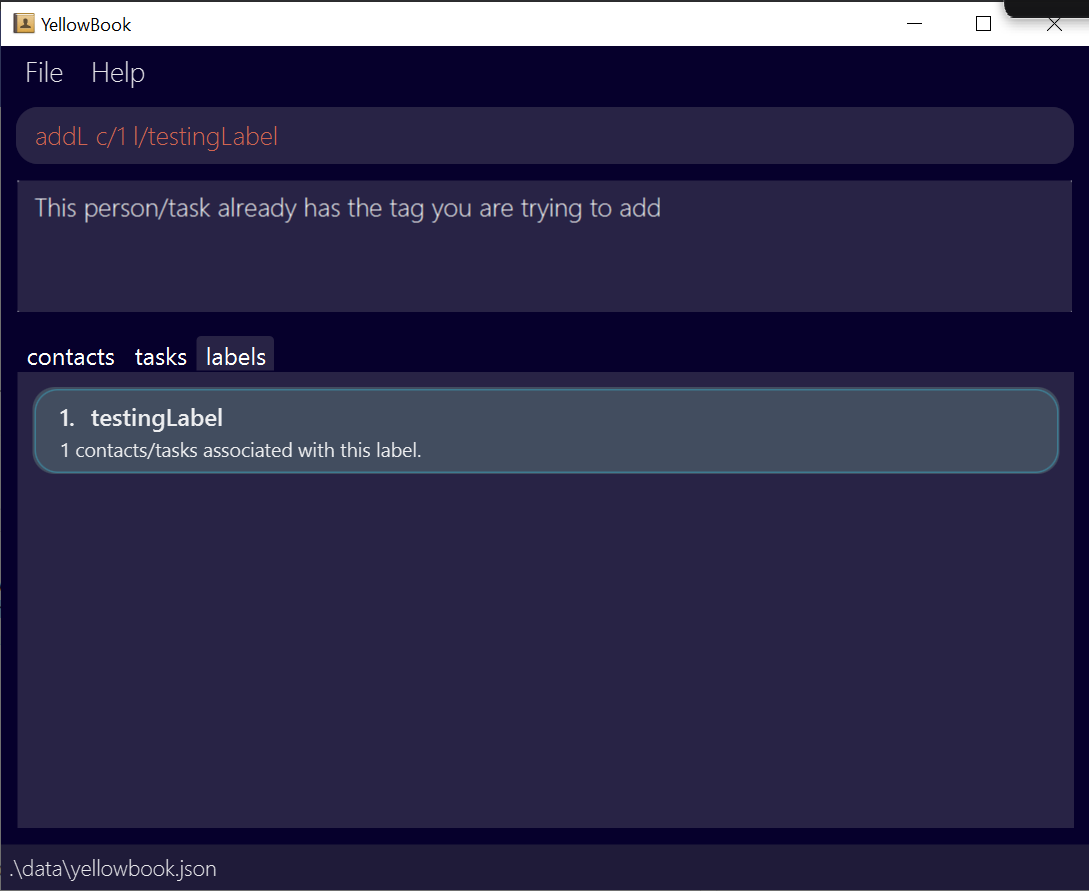 YellowBook
File Help
addL c/1 l/testingLabel
This person/task already has the tag you are trying to add
contacts tasks labels
1. testingLabel
1 contacts/tasks associated with this label.
.\data\yellowbook.json